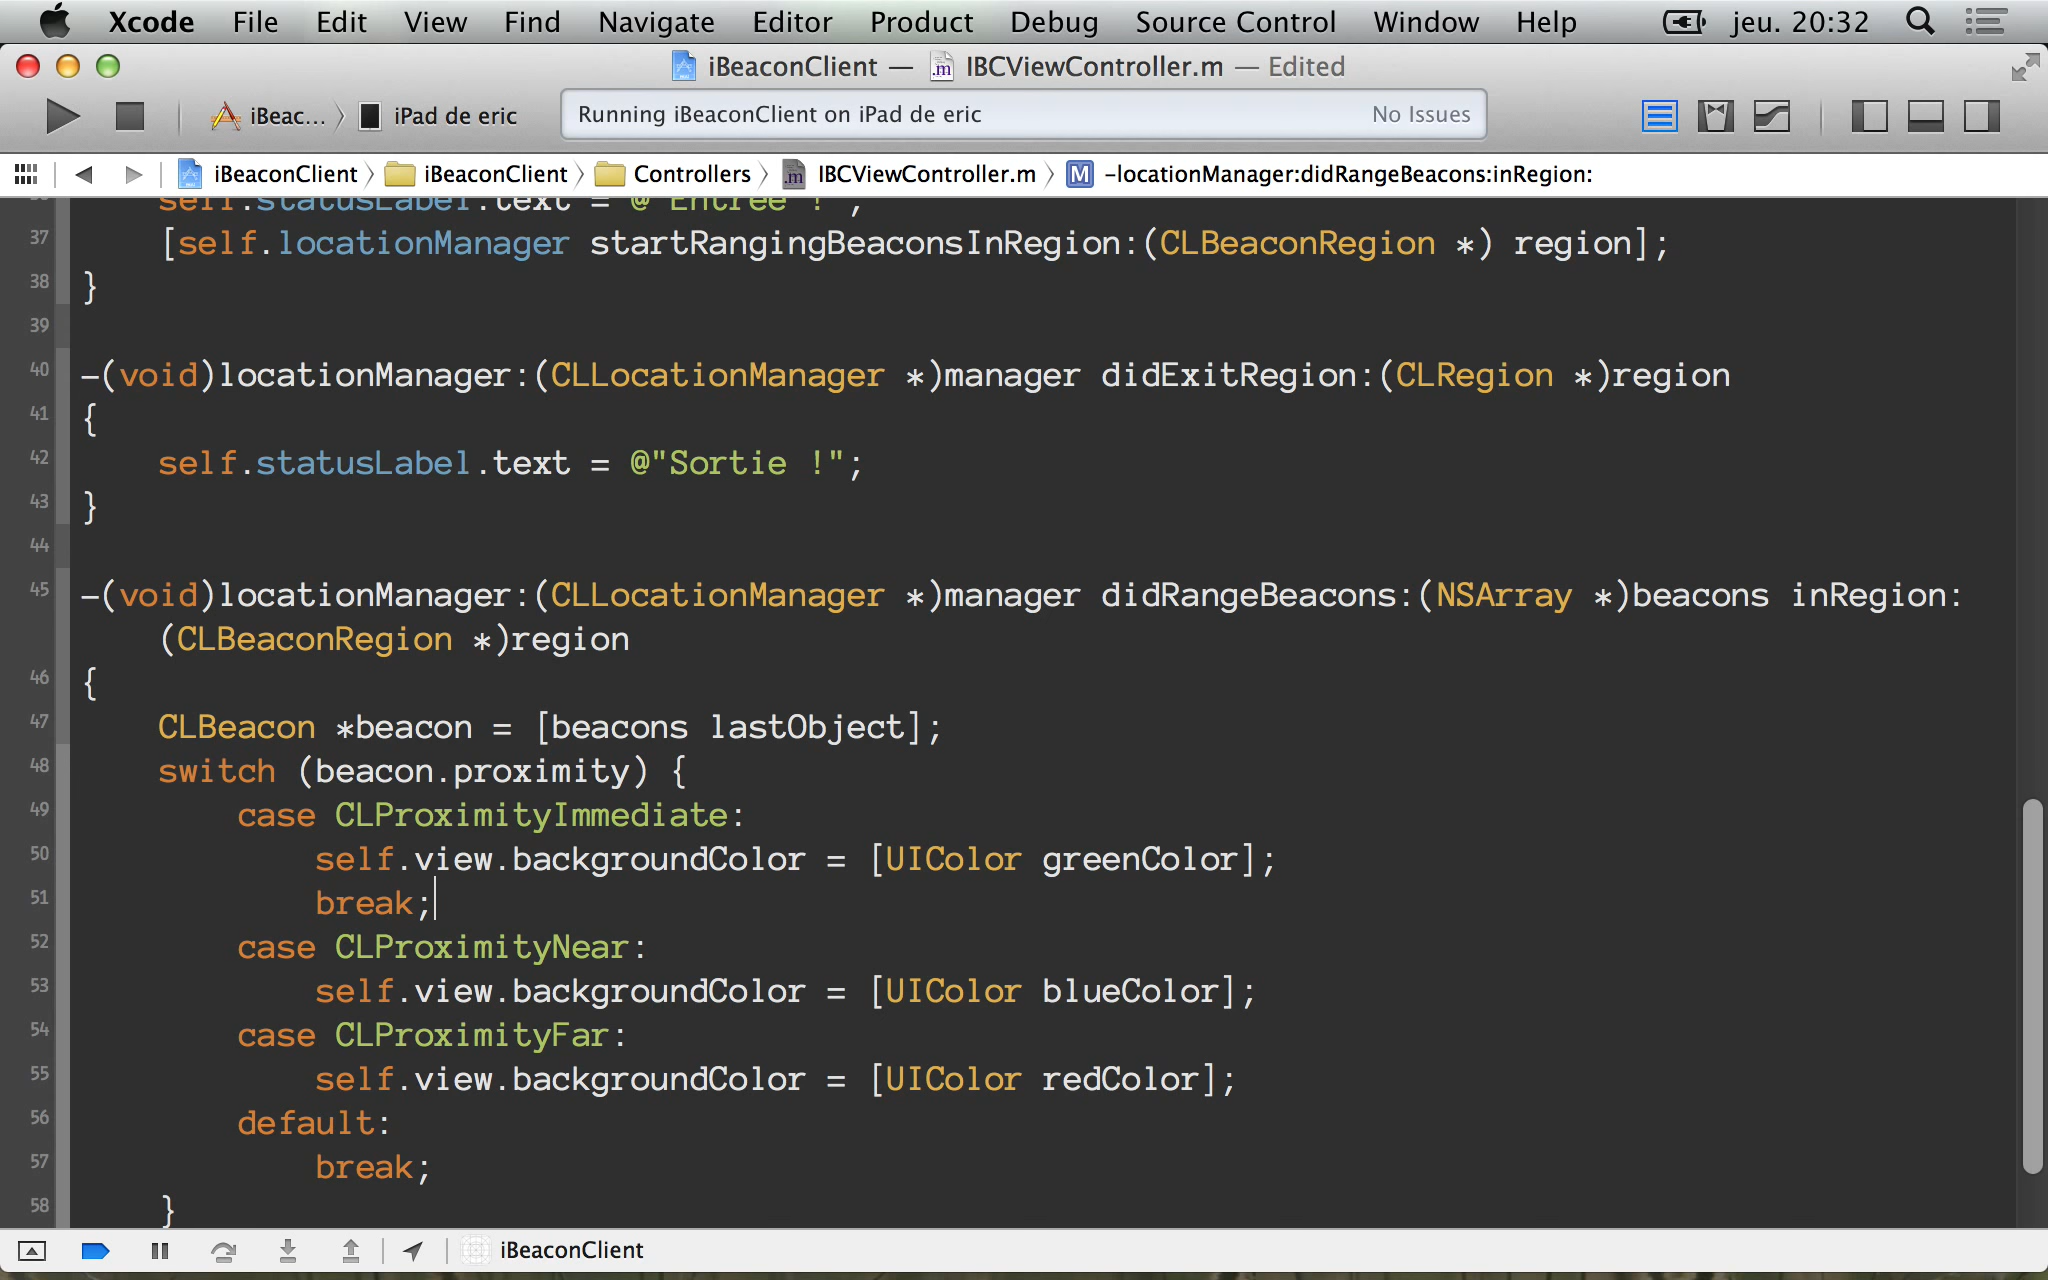 Xcode File Edit View Find Navigate Editor Product Debug Source Control Window Help jeu. 20:32
iBeaconClient — IBCViewController.m — Edited
iBeac... iPad de eric Running iBeaconClient on iPad de eric No Issues
iBeaconClient iBeaconClient Controllers IBCViewController.m M -locationManager:didRangeBeacons:inRegion:
self.statusLabel.text = @"Entrée !";
37 [self.locationManager startRangingBeaconsInRegion:(CLBeaconRegion *) region];
38 }
39
40 -(void)locationManager:(CLLocationManager *)manager didExitRegion:(CLRegion *)region
41 {
42 self.statusLabel.text = @"Sortie !";
43 }
44
45 -(void)locationManager:(CLLocationManager *)manager didRangeBeacons:(NSArray *)beacons inRegion:
(CLBeaconRegion *)region
46 {
47 CLBeacon *beacon = [beacons lastObject];
48 switch (beacon.proximity) {
49 case CLProximityImmediate:
50 self.view.backgroundColor = [UIColor greenColor];
51 break;
52 case CLProximityNear:
53 self.view.backgroundColor = [UIColor blueColor];
54 case CLProximityFar:
55 self.view.backgroundColor = [UIColor redColor];
56 default:
57 break;
58 }
iBeaconClient